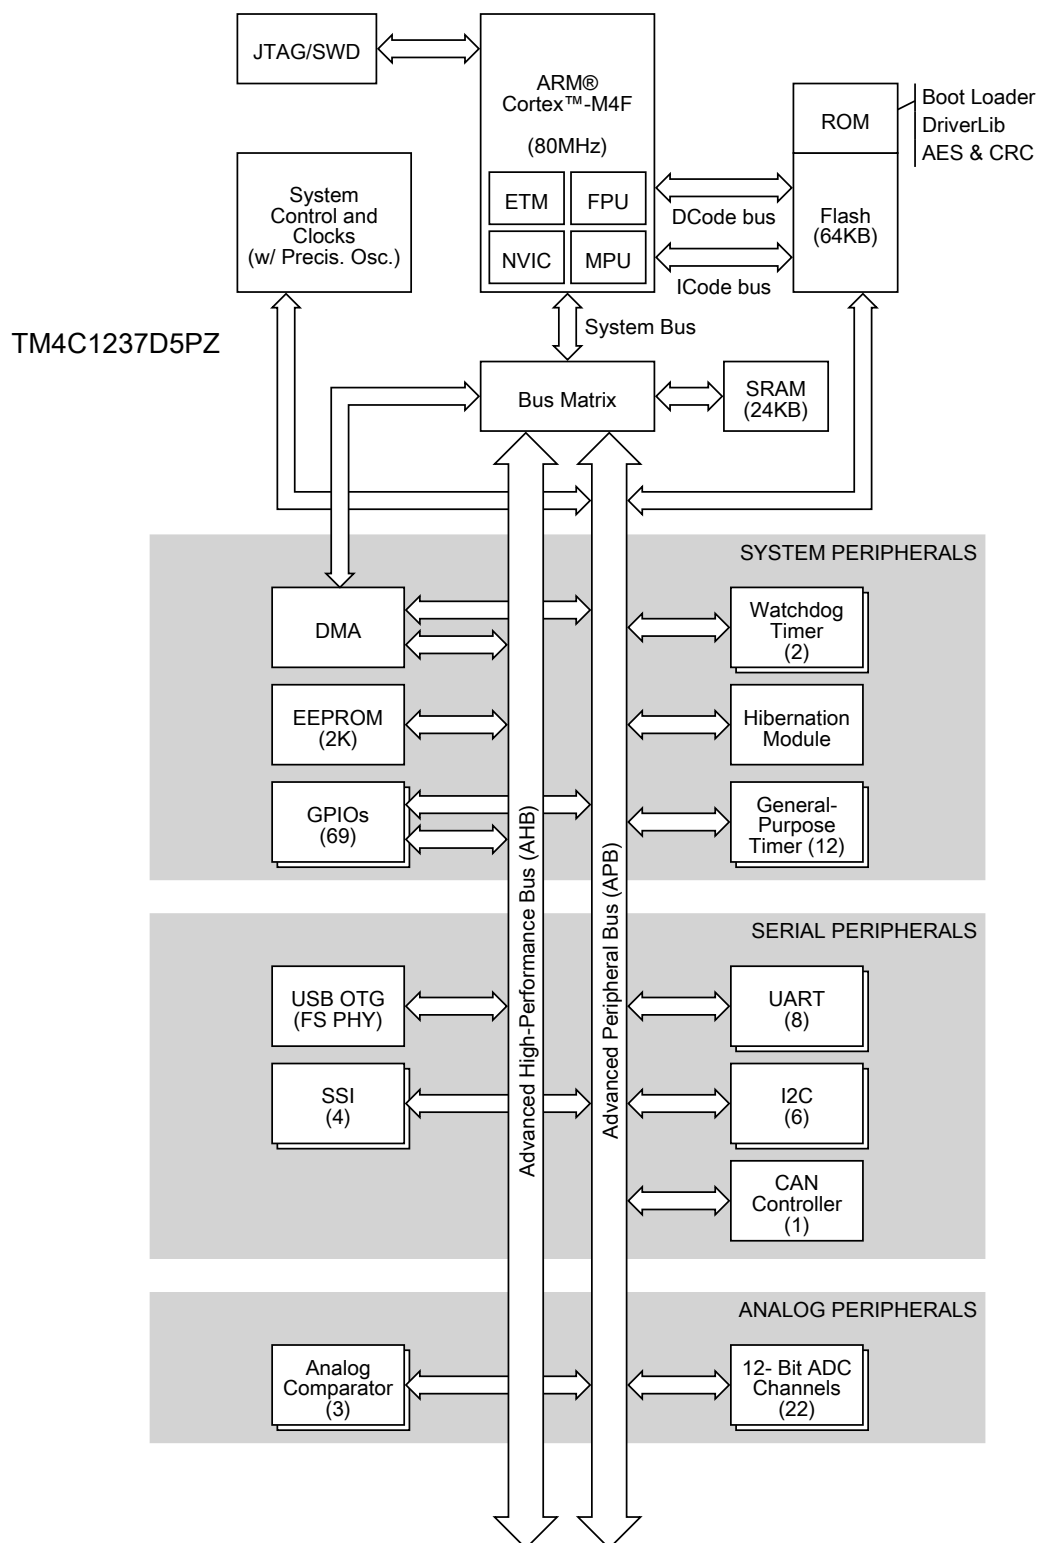 JTAG/SWD
ARM®
Cortex™-M4F
(80MHz)
ETM
FPU
NVIC
MPU
ROM
Boot Loader
DriverLib
AES & CRC
Flash
(64KB)
DCode bus
ICode bus
System
Control and
Clocks
(w/ Precis. Osc.)
TM4C1237D5PZ
System Bus
Bus Matrix
SRAM
(24KB)
SYSTEM PERIPHERALS
DMA
Watchdog
Timer
(2)
EEPROM
(2K)
Hibernation
Module
GPIOs
(69)
General-
Purpose
Timer (12)
Advanced High-Performance Bus (AHB)
Advanced Peripheral Bus (APB)
SERIAL PERIPHERALS
USB OTG
(FS PHY)
UART
(8)
SSI
(4)
I2C
(6)
CAN
Controller
(1)
ANALOG PERIPHERALS
Analog
Comparator
(3)
12- Bit ADC
Channels
(22)